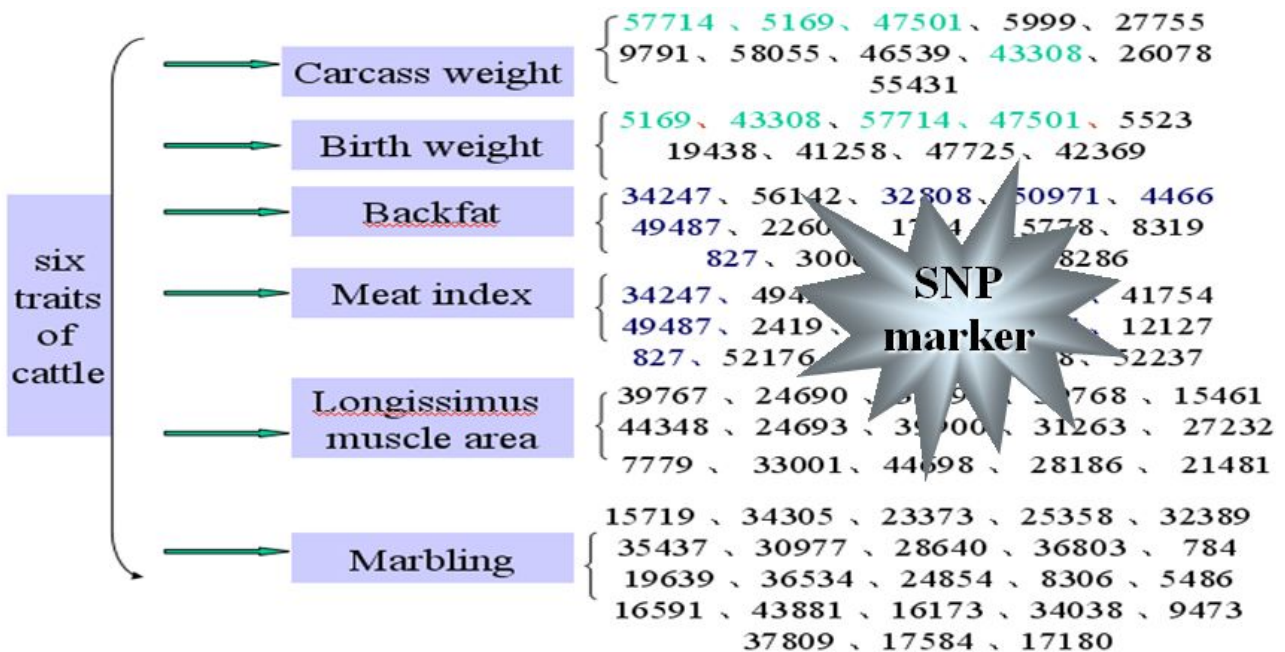 six
traits
of
cattle
Carcass weight
57714 、 5169、 47501、 5999 、 27755
9791、 58055、 46539、 43308、 26078
55431
Birth weight
5169、 43308、 57714、 47501、 5523
19438、 41258、 47725、 42369
Backfat
34247、 56142、 32808、 50971、 4466
49487、 8319
827、
Meat index
34247、 41754
49487、 2419、 12127
827、 52176 52237
Longissimus
muscle area
39767 、 24690 、 15461
44348 、 24693 、 39900 、 31263 、 27232
7779 、 33001、 44698 、 28186 、 21481
Marbling
15719 、 34305 、 23373 、 25358 、 32389
35437 、 30977 、 28640 、 36803 、 784
19639 、 36534 、 24854 、 8306 、 5486
16591 、 43881 、 16173 、 34038 、 9473
37809 、 17584 、 17180
SNP
marker